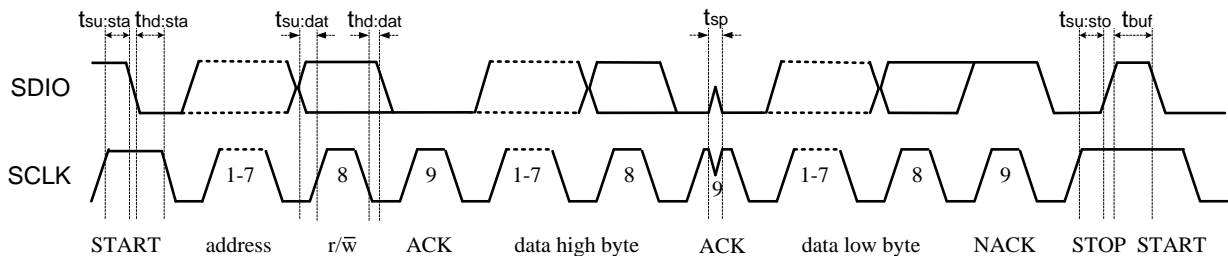 tsu:sta thd:sta tsu:dat thd:dat tsp tsu:sto tbuf
SDIO
SCLK 1-7 8 9 1-7 8 9 1-7 8 9
START address r/w̅ ACK data high byte ACK data low byte NACK STOP START